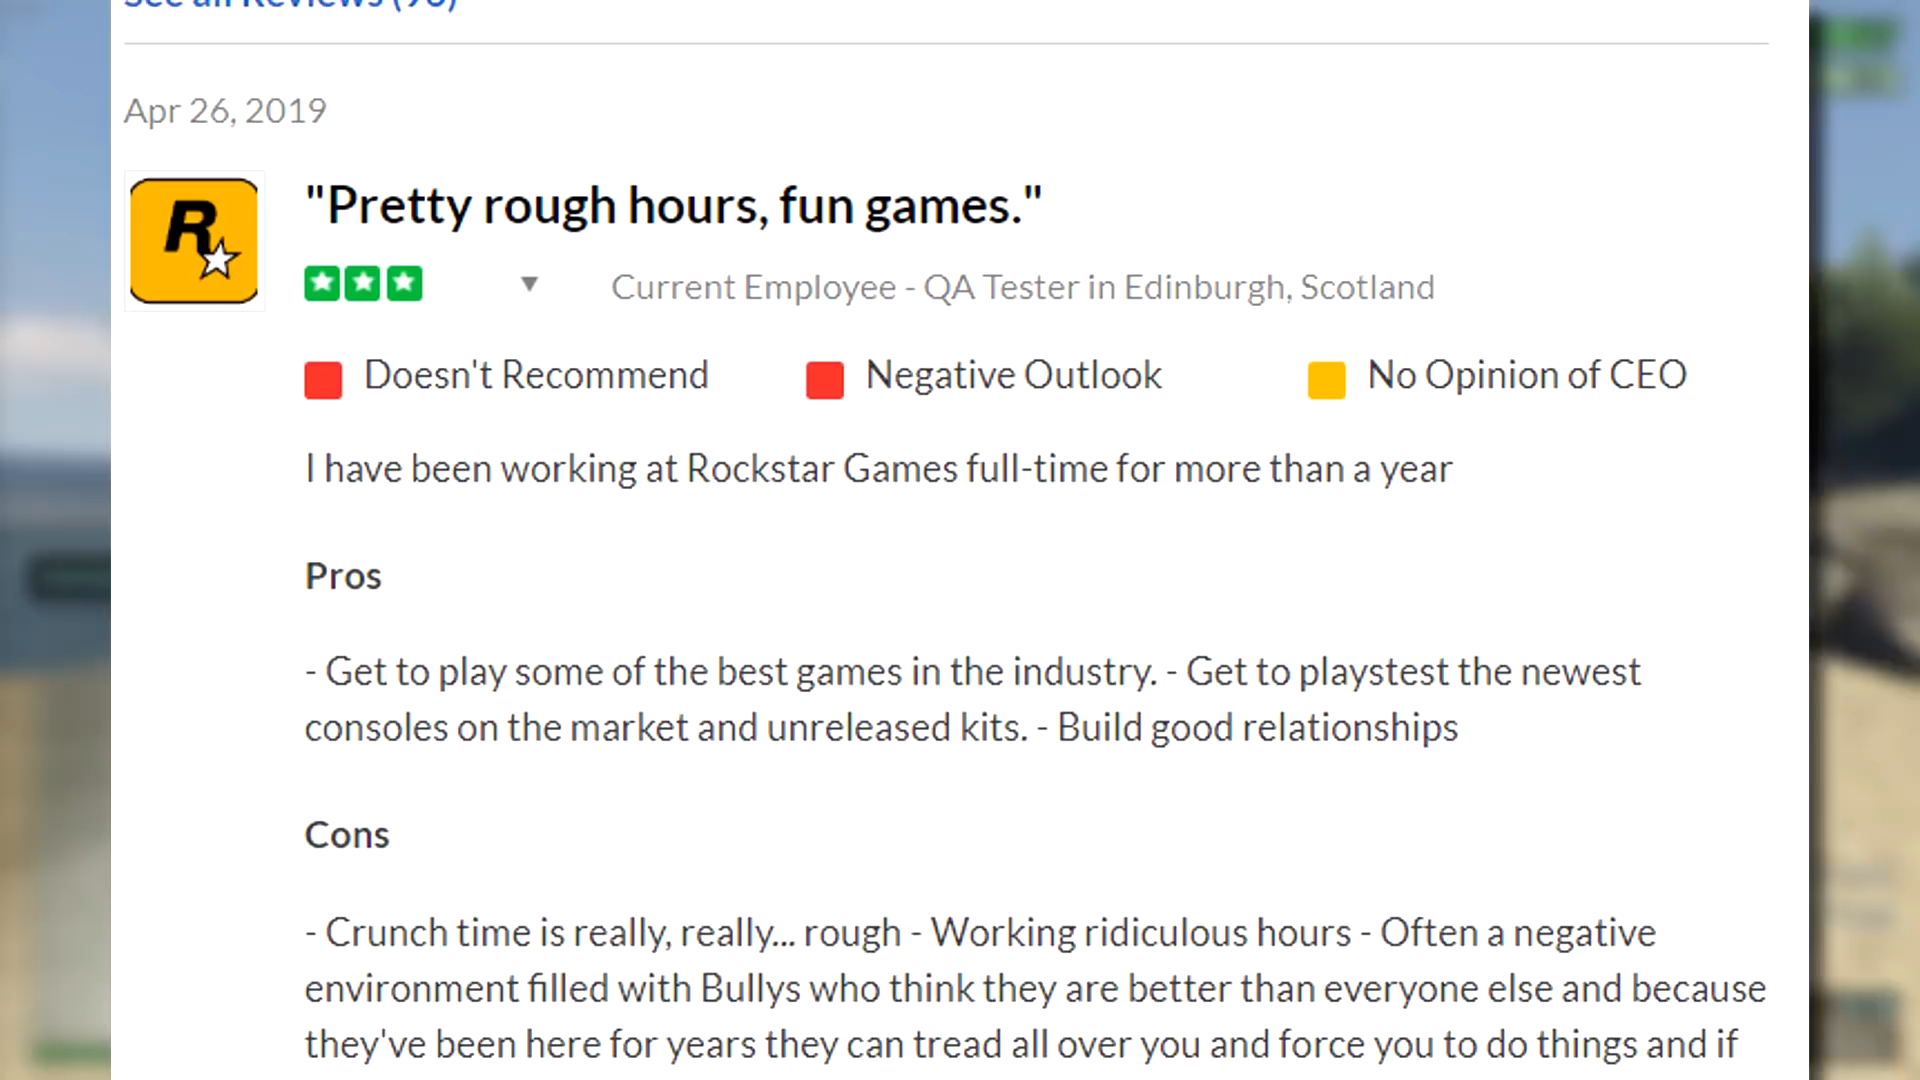 See all Reviews (98)
Apr 26, 2019
R
"Pretty rough hours, fun games."
Current Employee - QA Tester in Edinburgh, Scotland
Doesn't Recommend
Negative Outlook
No Opinion of CEO
I have been working at Rockstar Games full-time for more than a year
Pros
- Get to play some of the best games in the industry. - Get to playstest the newest
consoles on the market and unreleased kits. - Build good relationships
Cons
- Crunch time is really, really... rough - Working ridiculous hours - Often a negative
environment filled with Bullys who think they are better than everyone else and because
they've been here for years they can tread all over you and force you to do things and if